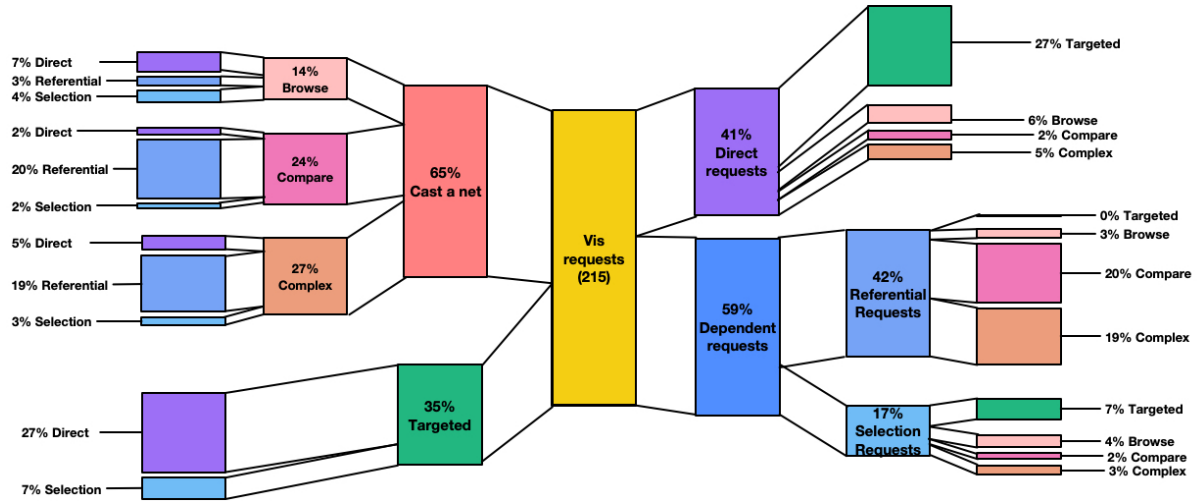 7% Direct
3% Referential
4% Selection
14%
Browse
2% Direct
20% Referential
2% Selection
24%
Compare
5% Direct
19% Referential
3% Selection
27%
Complex
65%
Cast a net
27% Direct
7% Selection
35%
Targeted
Vis
requests
(215)
41%
Direct
requests
27% Targeted
6% Browse
2% Compare
5% Complex
59%
Dependent
requests
42%
Referential
Requests
0% Targeted
3% Browse
20% Compare
19% Complex
17%
Selection
Requests
7% Targeted
4% Browse
2% Compare
3% Complex